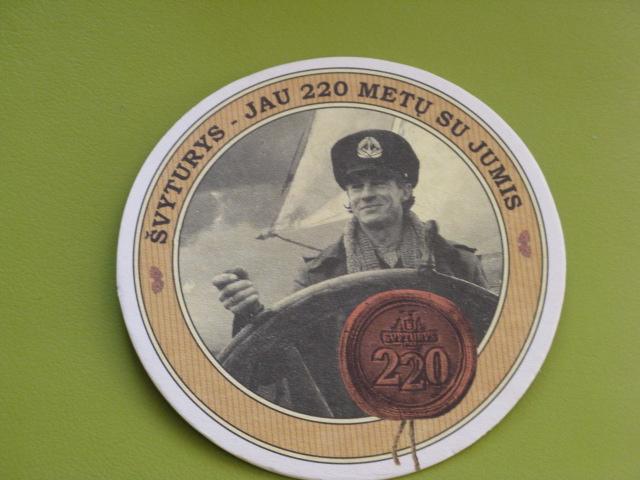 ŠVYTURYS - JAU 220 METŲ SU JUMIS
ŠVYTURYS
220